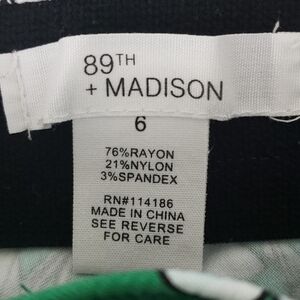 89TH
+ MADISON
6
76%RAYON
21%NYLON
3%SPANDEX
RN#114186
MADE IN CHINA
SEE REVERSE
FOR CARE